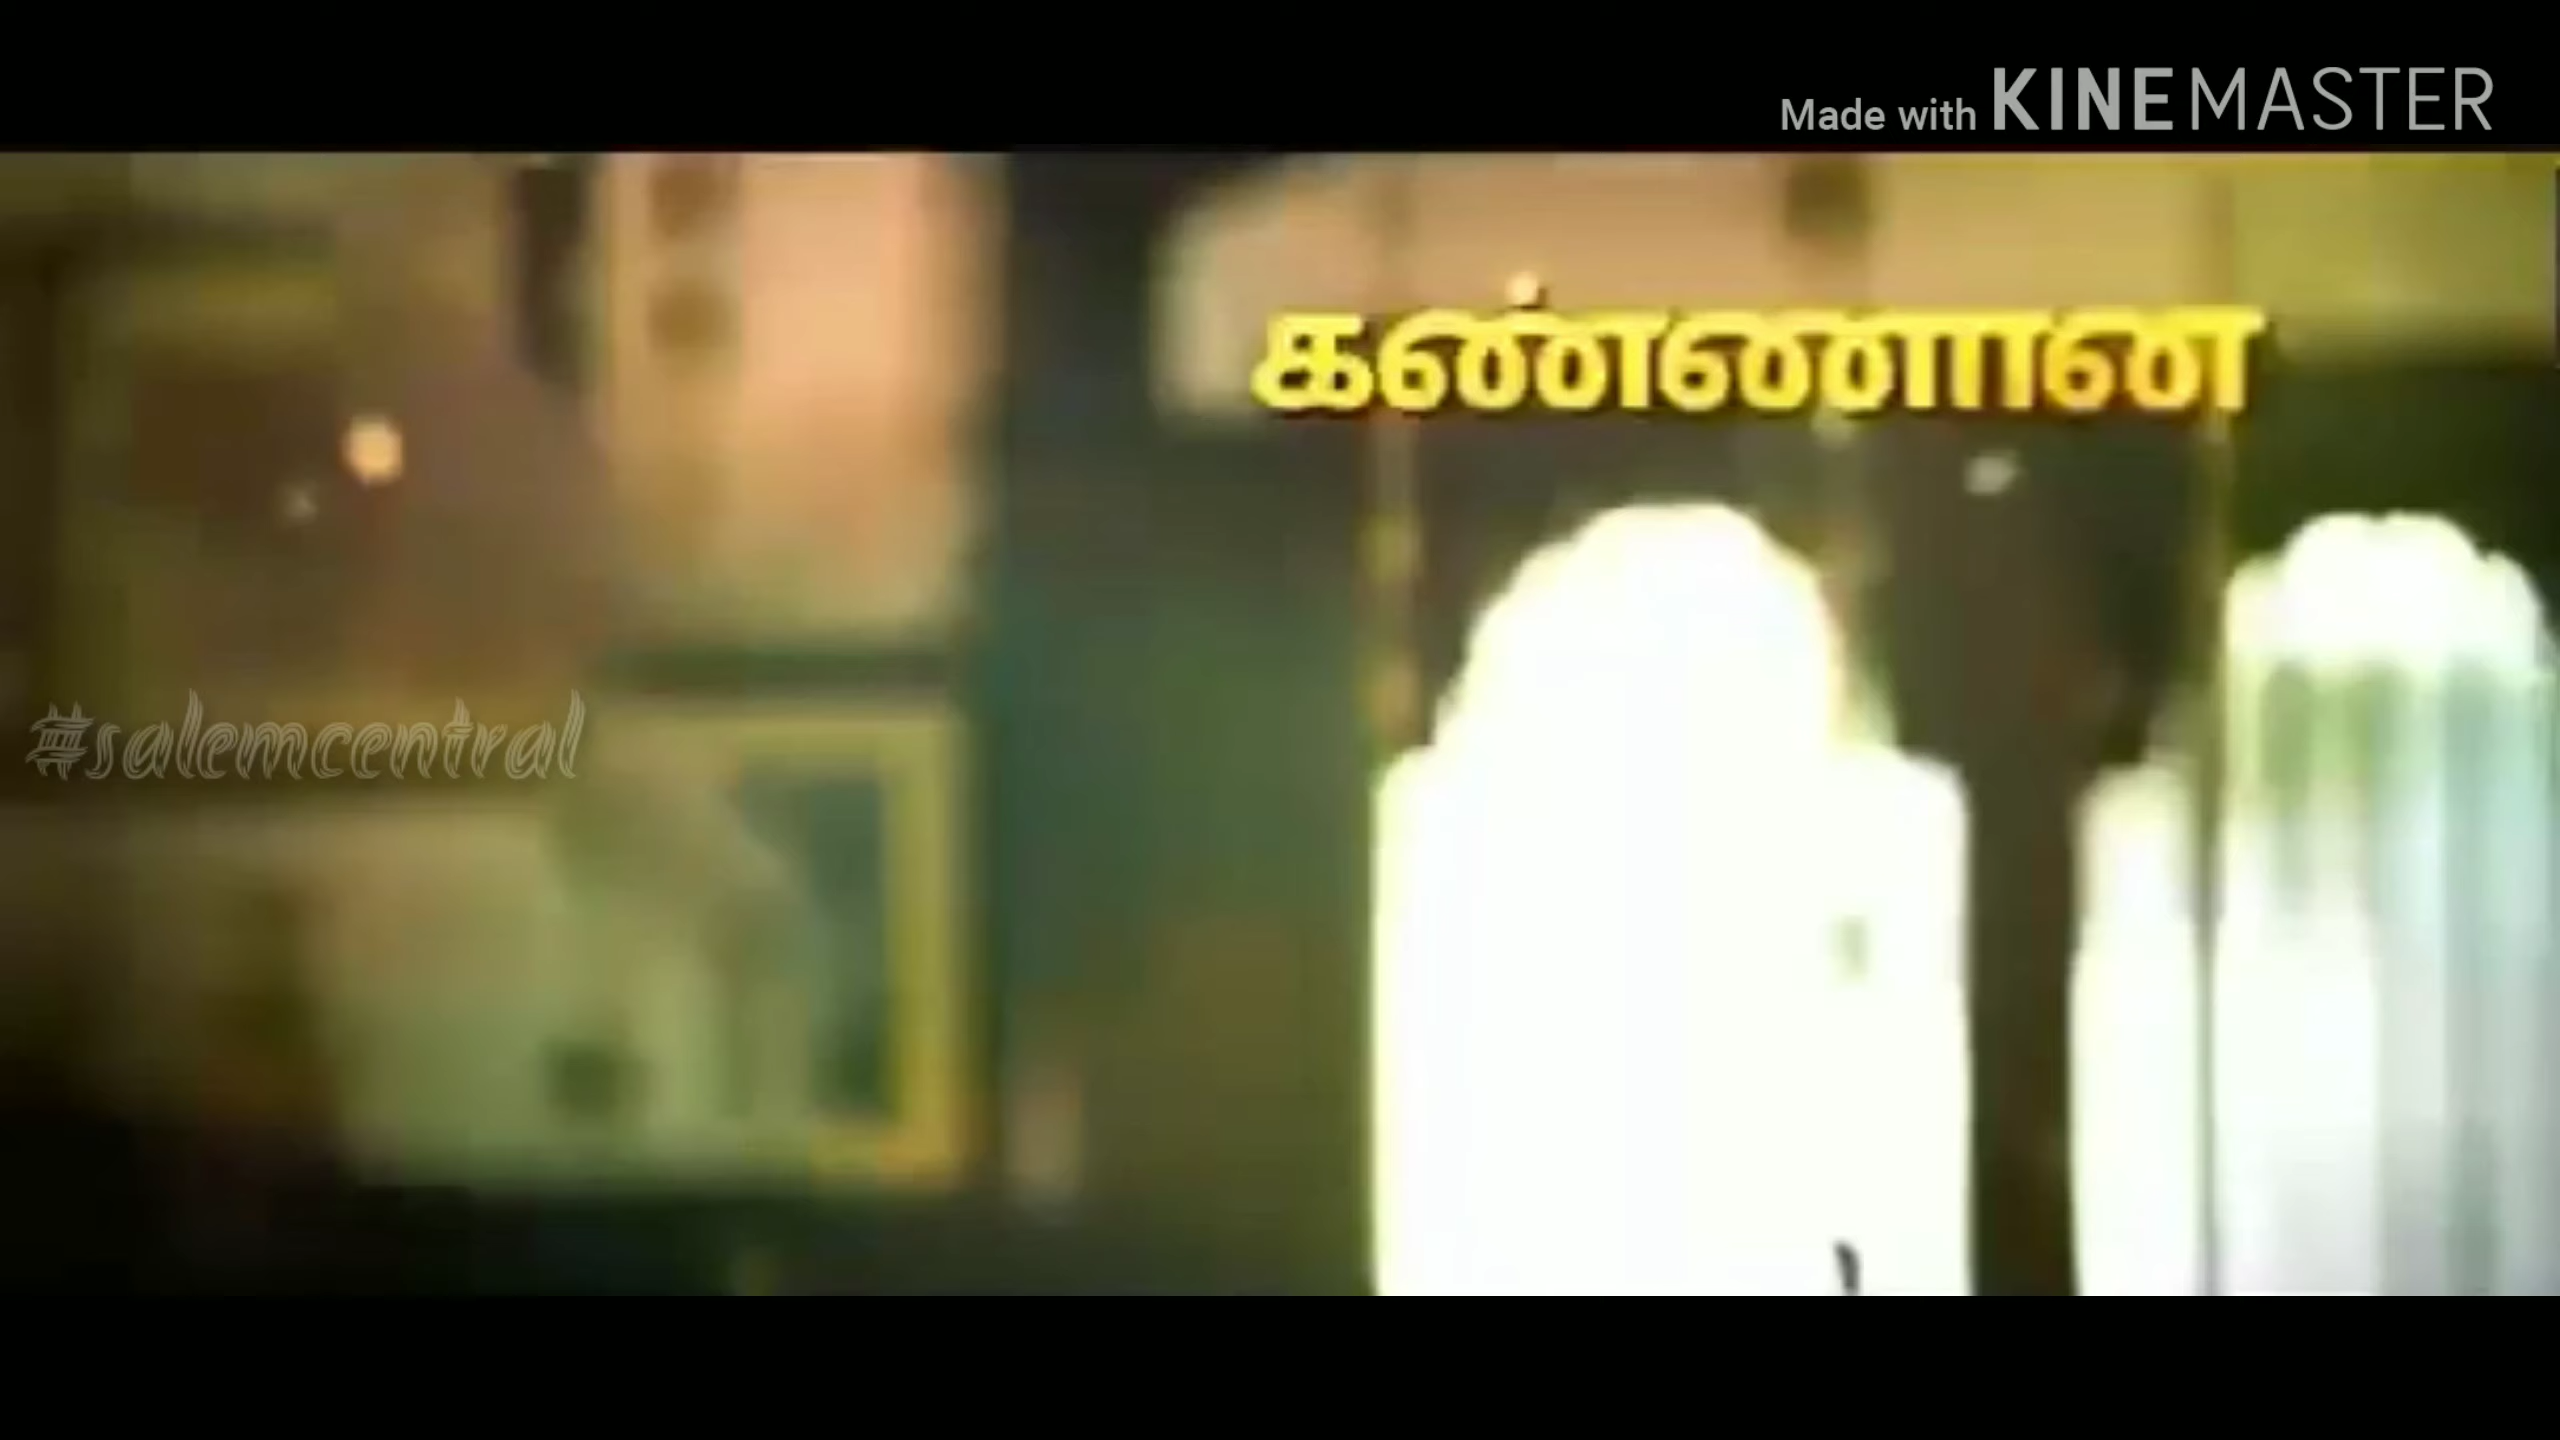 Made with KINEMASTER
கண்ணான
#salemcentral